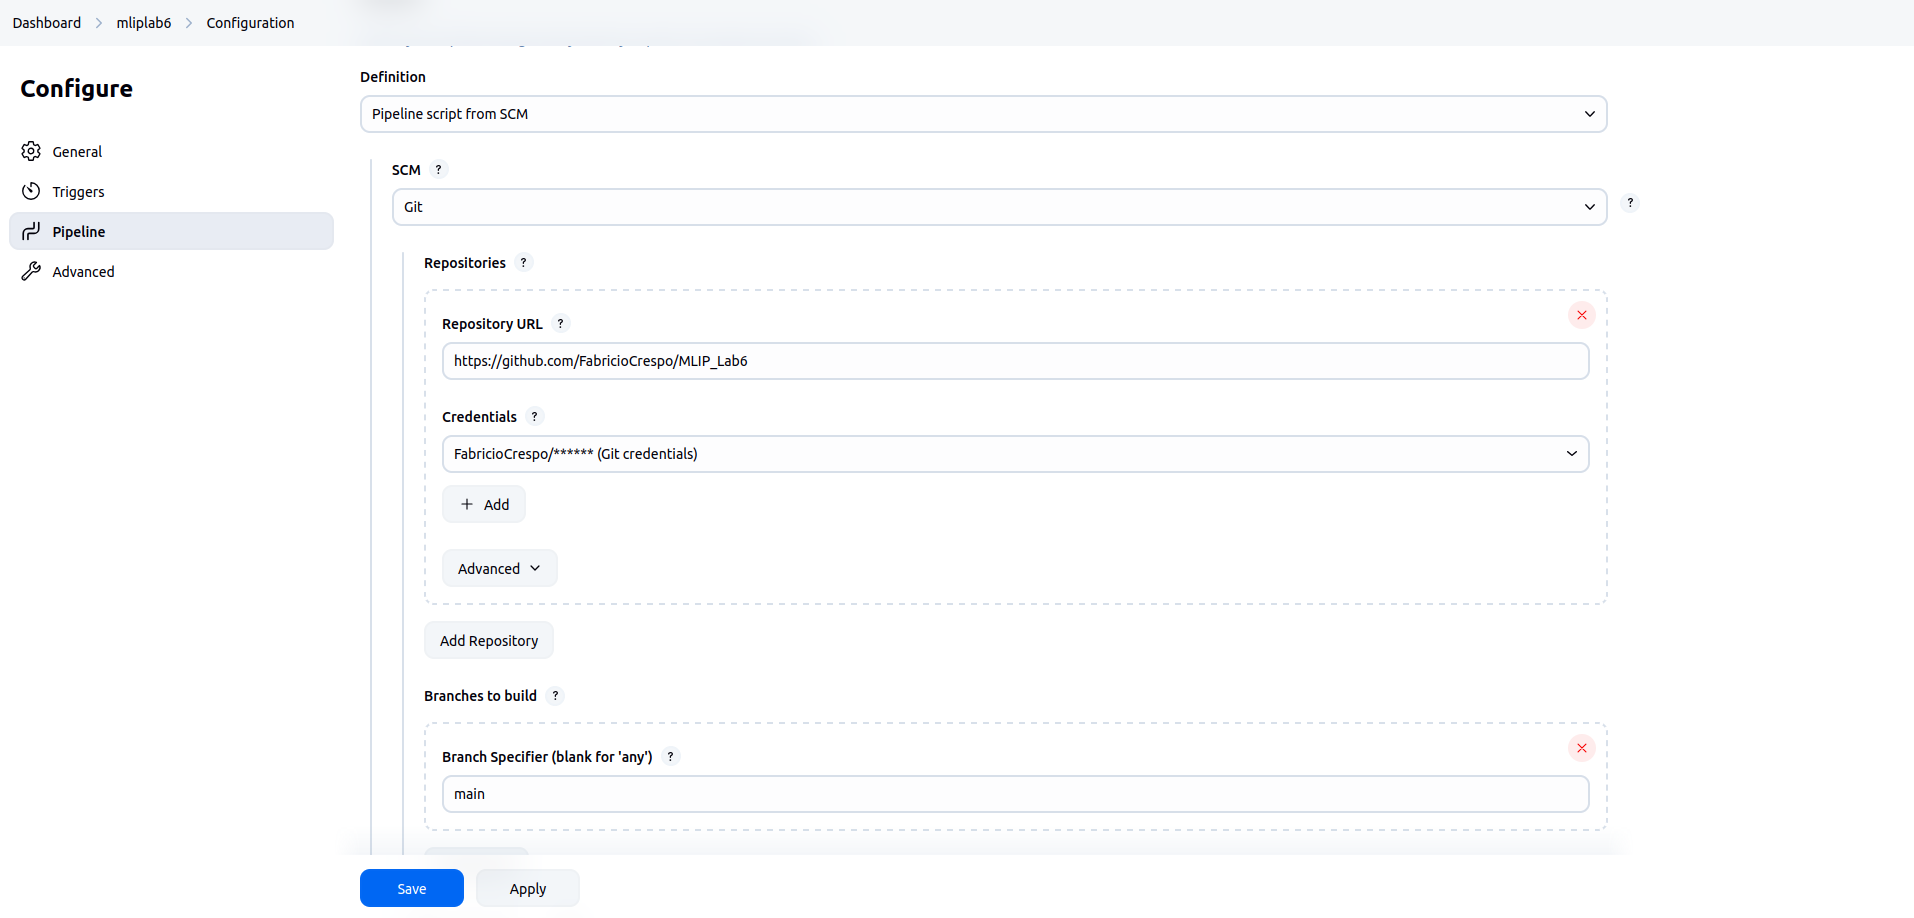 Dashboard > mliplab6 > Configuration
Configure
General
Triggers
Pipeline
Advanced
Definition
Pipeline script from SCM
SCM ?
Git
?
Repositories ?
Repository URL ?
https://github.com/FabricioCrespo/MLIP_Lab6
Credentials ?
FabricioCrespo/****** (Git credentials)
+ Add
Advanced
Add Repository
Branches to build ?
Branch Specifier (blank for 'any') ?
main
Save
Apply